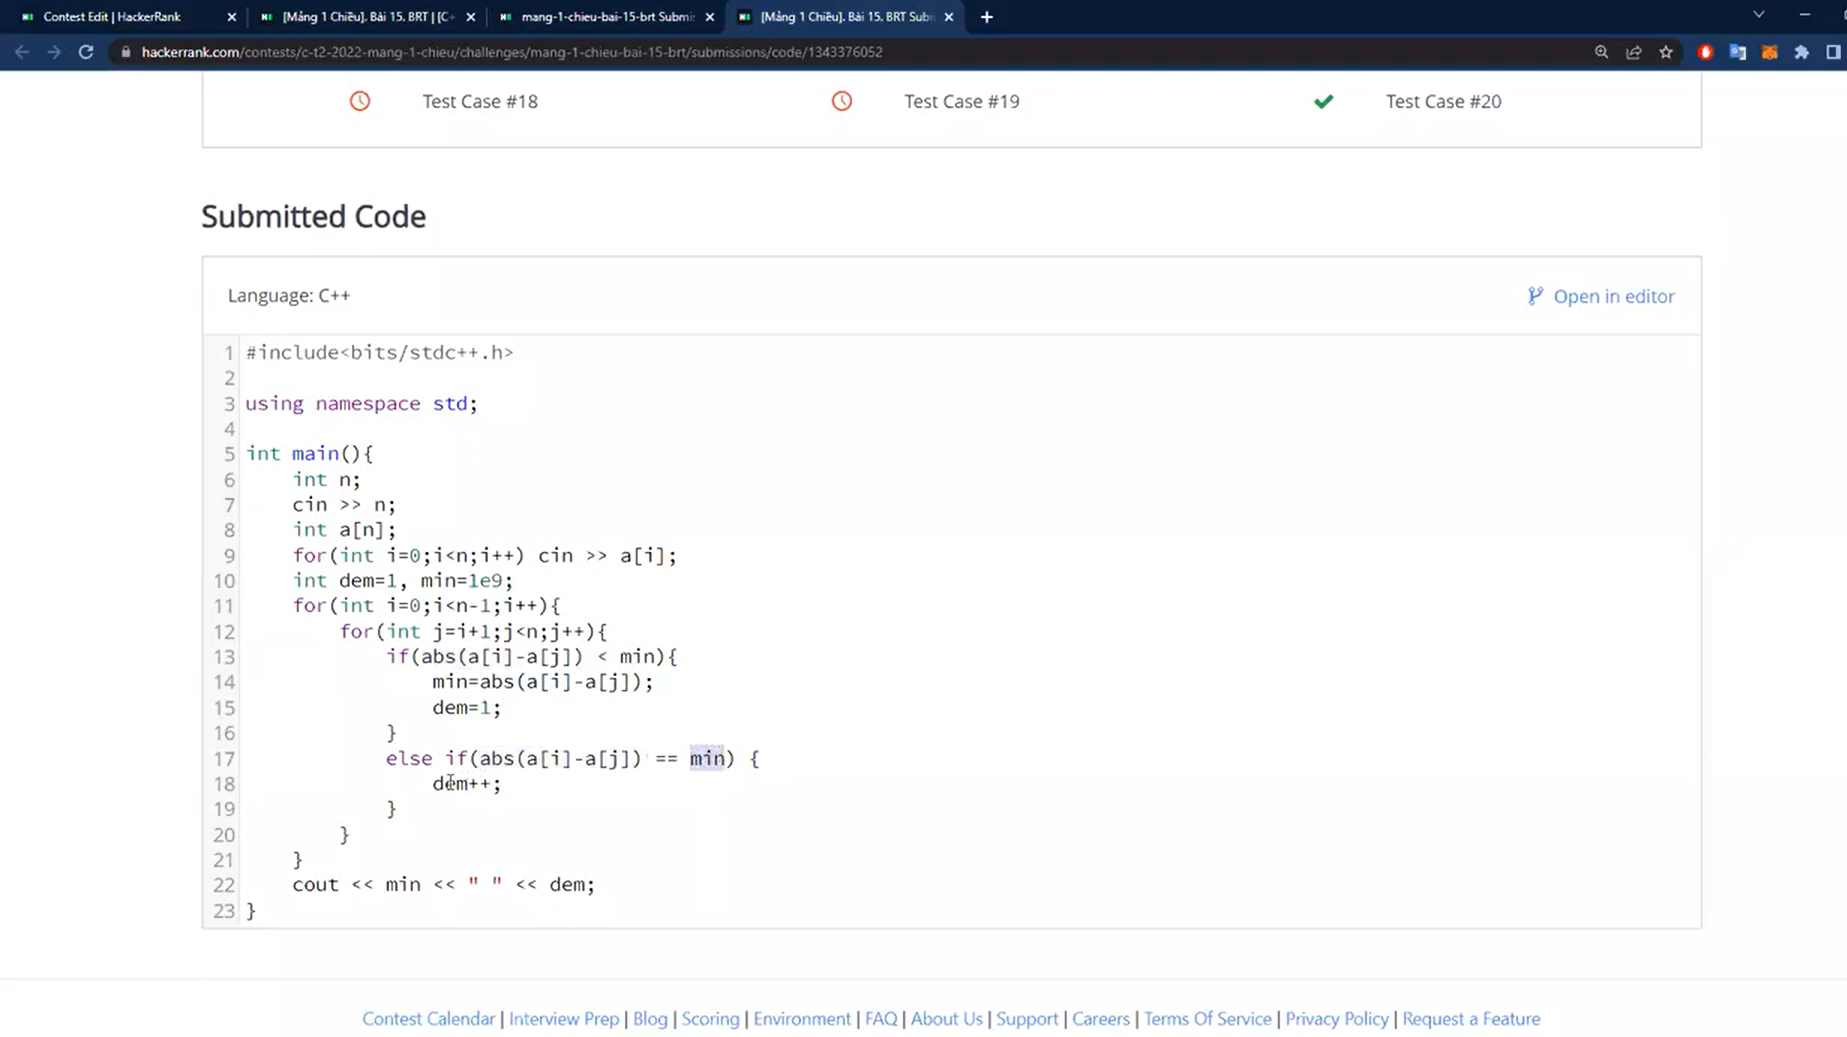 Contest Edit | HackerRank
[Mảng 1 Chiều]. Bài 15. BRT | [C+
mang-1-chieu-bai-15-brt Submis
[Mảng 1 Chiều]. Bài 15. BRT Sub
hackerrank.com/contests/c-t2-2022-mang-1-chieu/challenges/mang-1-chieu-bai-15-brt/submissions/code/1343376052
Test Case #18
Test Case #19
Test Case #20
Submitted Code
Language: C++
Open in editor
1 #include<bits/stdc++.h>
2
3 using namespace std;
4
5 int main(){
6 int n;
7 cin >> n;
8 int a[n];
9 for(int i=0;i<n;i++) cin >> a[i];
10 int dem=1, min=1e9;
11 for(int i=0;i<n-1;i++){
12 for(int j=i+1;j<n;j++){
13 if(abs(a[i]-a[j]) < min){
14 min=abs(a[i]-a[j]);
15 dem=1;
16 }
17 else if(abs(a[i]-a[j]) == min) {
18 dem++;
19 }
20 }
21 }
22 cout << min << " " << dem;
23 }
Contest Calendar | Interview Prep | Blog | Scoring | Environment | FAQ | About Us | Support | Careers | Terms Of Service | Privacy Policy | Request a Feature